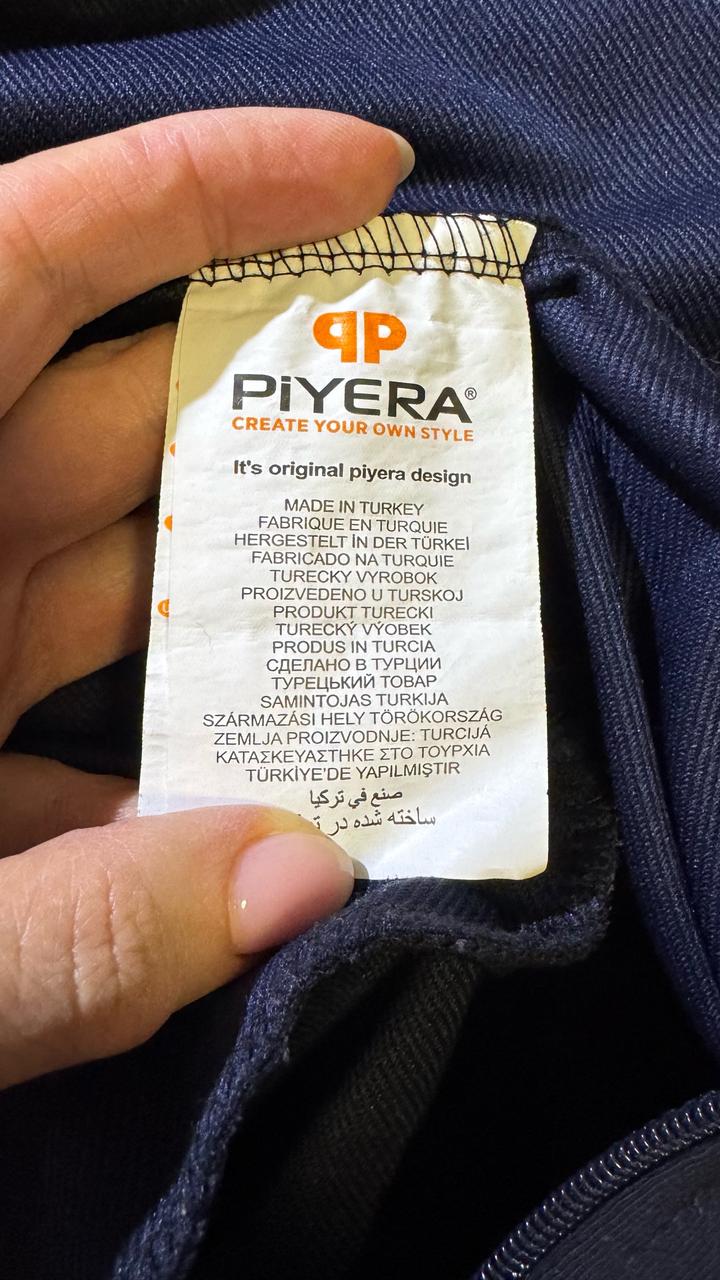 PiYERA®
CREATE YOUR OWN STYLE
It's original piyera design
MADE IN TURKEY
FABRIQUE EN TURQUIE
HERGESTELT İN DER TÜRKEİ
FABRICADO NA TURQUIE
TURECKY VYROBOK
PROIZVEDENO U TURSKOJ
PRODUKT TURECKI
TURECKÝ VÝOBEK
PRODUS IN TURCIA
СДЕЛАНО В ТУРЦИИ
ТУРЕЦЬКИЙ ТОВАР
SAMINTOJAS TURKIJA
SZÁRMAZÁSI HELY TÖRÖKORSZÁG
ZEMLJA PROIZVODNJE: TURCIJÁ
ΚΑΤΑΣΚΕΥΑΣΤΗΚΕ ΣΤΟ ΤΟΥΡΧΙΑ
TÜRKİYE'DE YAPILMIŞTIR
صنع في تركيا
ساخته شده در